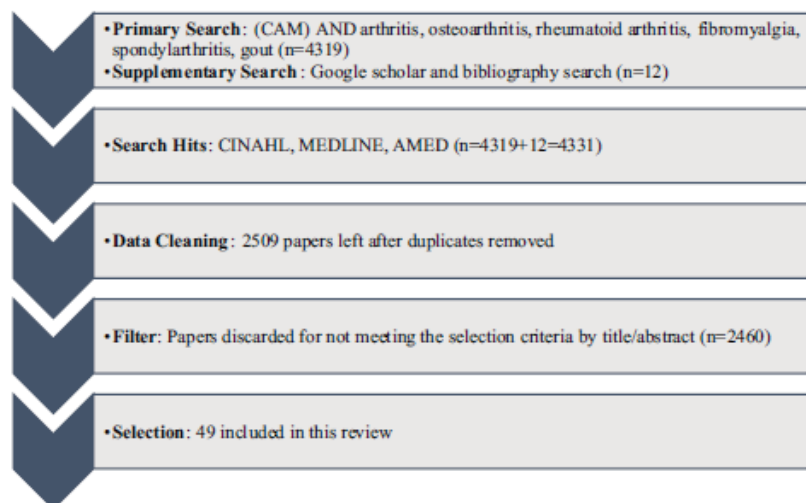 •Primary Search: (CAM) AND arthritis, osteoarthritis, rheumatoid arthritis, fibromyalgia,
spondylarthritis, gout (n=4319)
•Supplementary Search : Google scholar and bibliography search (n=12)
•Search Hits: CINAHL, MEDLINE, AMED (n=4319+12=4331)
•Data Cleaning: 2509 papers left after duplicates removed
•Filter: Papers discarded for not meeting the selection criteria by title/abstract (n=2460)
•Selection: 49 included in this review